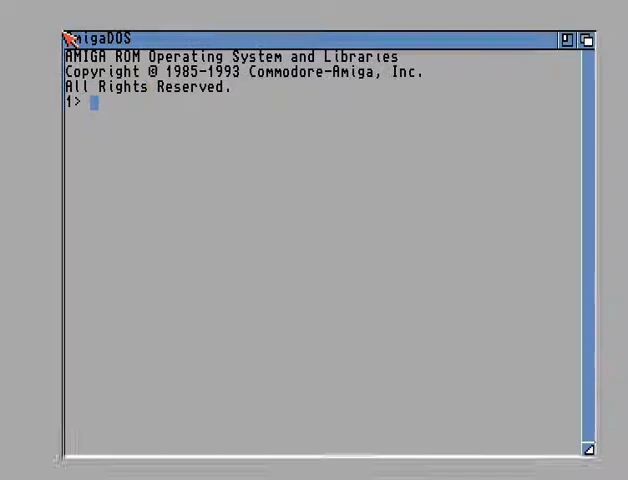 AmigaDOS
AMIGA ROM Operating System and Libraries
Copyright © 1985-1993 Commodore-Amiga, Inc.
All Rights Reserved.
1>